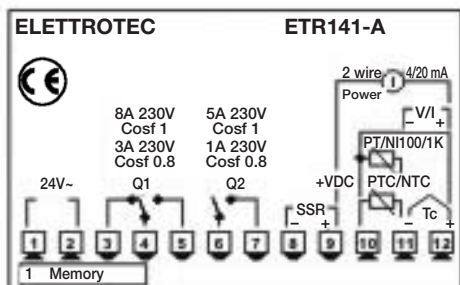 ELETTROTEC ETR141-A
CE
2 wire I 4/20 mA
Power
8A 230V 5A 230V
Cosf 1 Cosf 1
V/I
- +
3A 230V 1A 230V
Cosf 0.8 Cosf 0.8
PT/NI100/1K
24V~ Q1 Q2 +VDC PTC/NTC
SSR
- +
Tc
- +
1 2 3 4 5 6 7 8 9 10 11 12
1 Memory